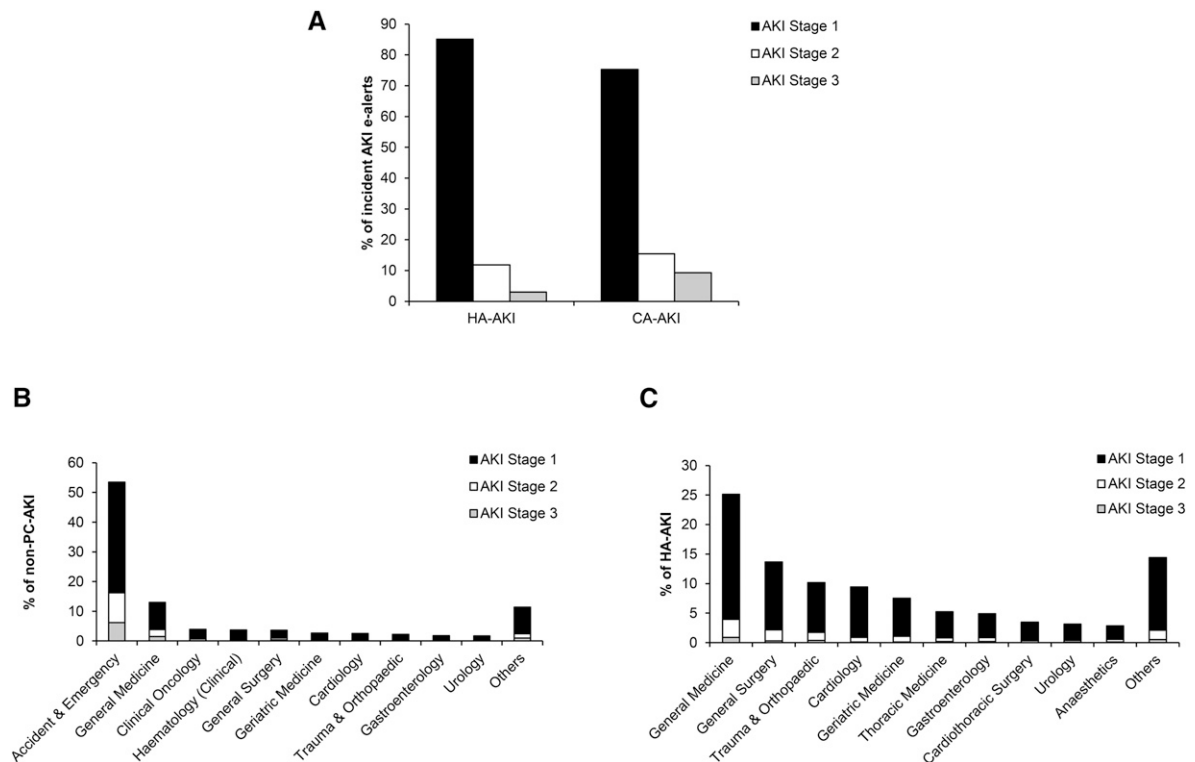 A
% of incident AKI e-alerts
90
80
70
60
50
40
30
20
10
0
HA-AKI
CA-AKI
AKI Stage 1
AKI Stage 2
AKI Stage 3
B
% of non-PC-AKI
60
50
40
30
20
10
0
AKI Stage 1
AKI Stage 2
AKI Stage 3
Accident & Emergency
General Medicine
Clinical Oncology
Haematology (Clinical)
General Surgery
Geriatric Medicine
Cardiology
Trauma & Orthopaedic
Gastroenterology
Urology
Others
C
% of HA-AKI
30
25
20
15
10
5
0
AKI Stage 1
AKI Stage 2
AKI Stage 3
General Medicine
General Surgery
Trauma & Orthopaedic
Cardiology
Geriatric Medicine
Thoracic Medicine
Gastroenterology
Cardiothoracic Surgery
Urology
Anaesthetics
Others